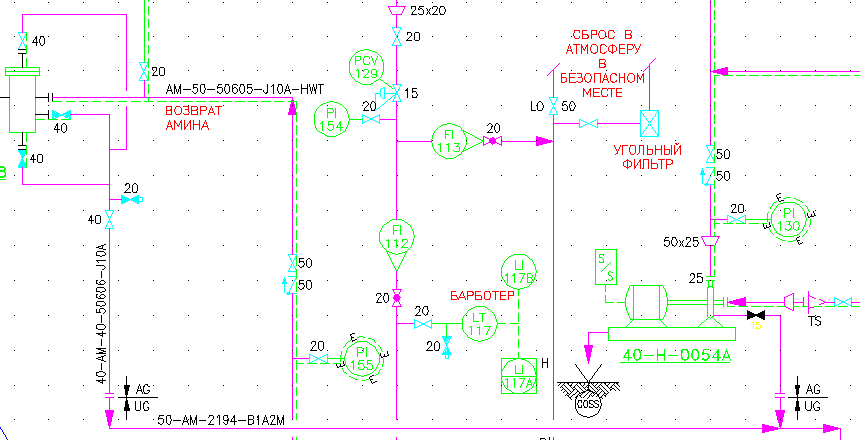 25x20
40
20
20
PCV
129
15
СБРОС В
АТМОСФЕРУ
В
БЕЗОПАСНОМ
МЕСТЕ
AM-50-50605-J10A-HWT
ВОЗВРАТ
АМИНА
40
40
20
PI
154
FI
113
20
LO
50
УГОЛЬНЫЙ
ФИЛЬТР
50
50
20
40
20
PI
130
E
E
E
E
FI
112
50x25
50
50
S/S
LI
117B
25
20
БАРБОТЕР
20
LT
117
20
TS
15
40-AM-40-50606-J10A
20
PI
155
E
E
E
E
LI
117A
H
40-H-0054A
COSS
AG
UG
AG
UG
50-AM-2194-B1A2M